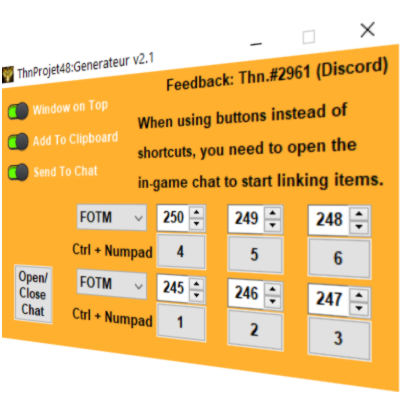 ThnProjet48:Generateur v2.1
Feedback: Thn.#2961 (Discord)
Window on Top
Add To Clipboard
Send To Chat
When using buttons instead of
shortcuts, you need to open the
in-game chat to start linking items.
FOTM 250 249 248
Ctrl + Numpad 4 5 6
Open/
Close
Chat
FOTM 245 246 247
Ctrl + Numpad 1 2 3